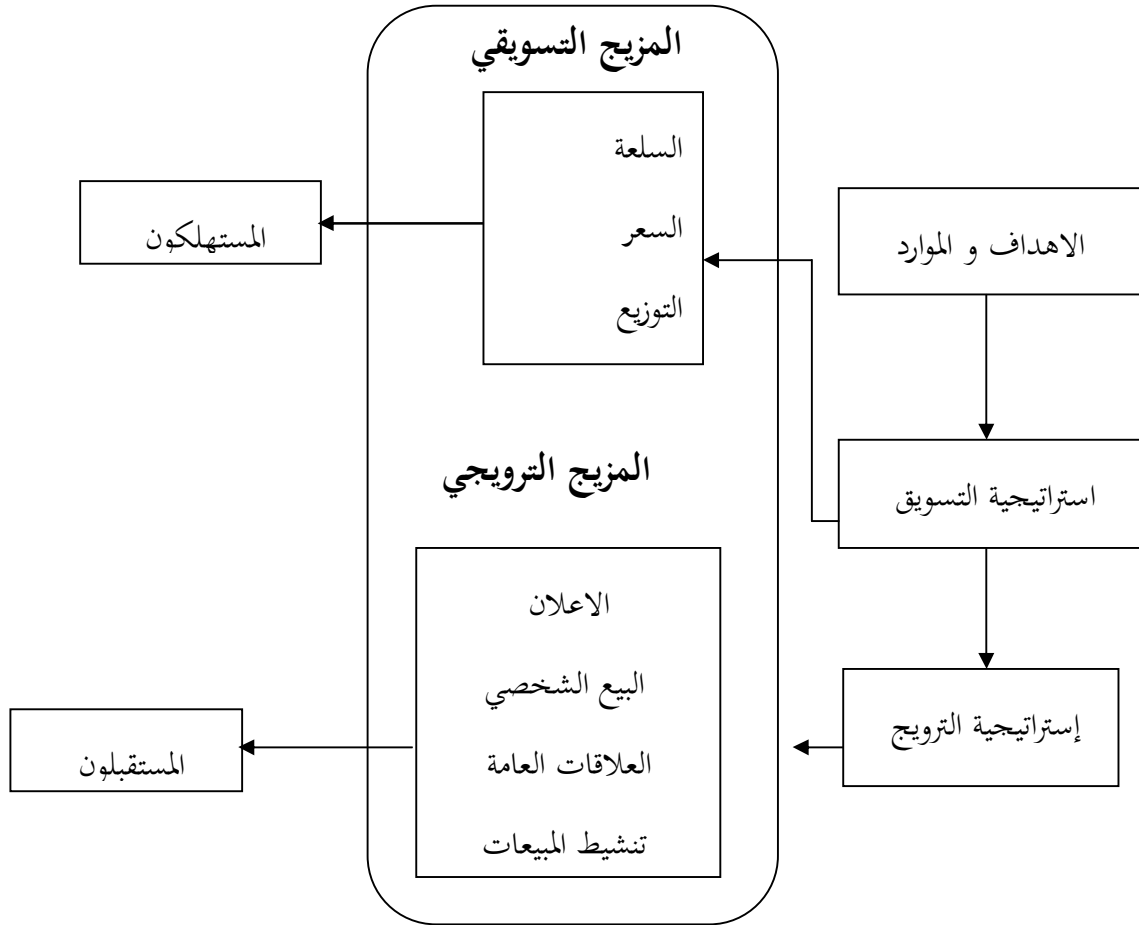 المزيج التسويقي
السلعة
السعر
التوزيع
الاهداف و الموارد
المستهلكون
استراتيجية التسويق
المزيج الترويجي
الاعلان
البيع الشخصي
العلاقات العامة
تنشيط المبيعات
إستراتيجية الترويج
المستقبلون